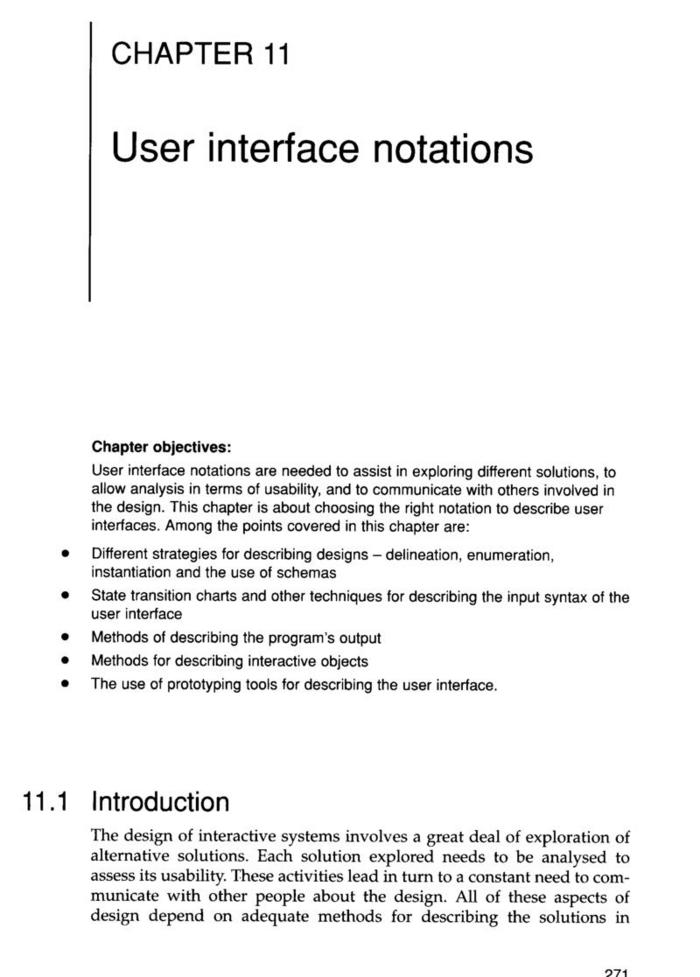 CHAPTER 11
User interface notations
Chapter objectives:
User interface notations are needed to assist in exploring different solutions, to
allow analysis in terms of usability, and to communicate with others involved in
the design. This chapter is about choosing the right notation to describe user
interfaces. Among the points covered in this chapter are:
• Different strategies for describing designs – delineation, enumeration,
instantiation and the use of schemas
• State transition charts and other techniques for describing the input syntax of the
user interface
• Methods of describing the program's output
• Methods for describing interactive objects
• The use of prototyping tools for describing the user interface.
11.1 Introduction
The design of interactive systems involves a great deal of exploration of
alternative solutions. Each solution explored needs to be analysed to
assess its usability. These activities lead in turn to a constant need to com-
municate with other people about the design. All of these aspects of
design depend on adequate methods for describing the solutions in
271